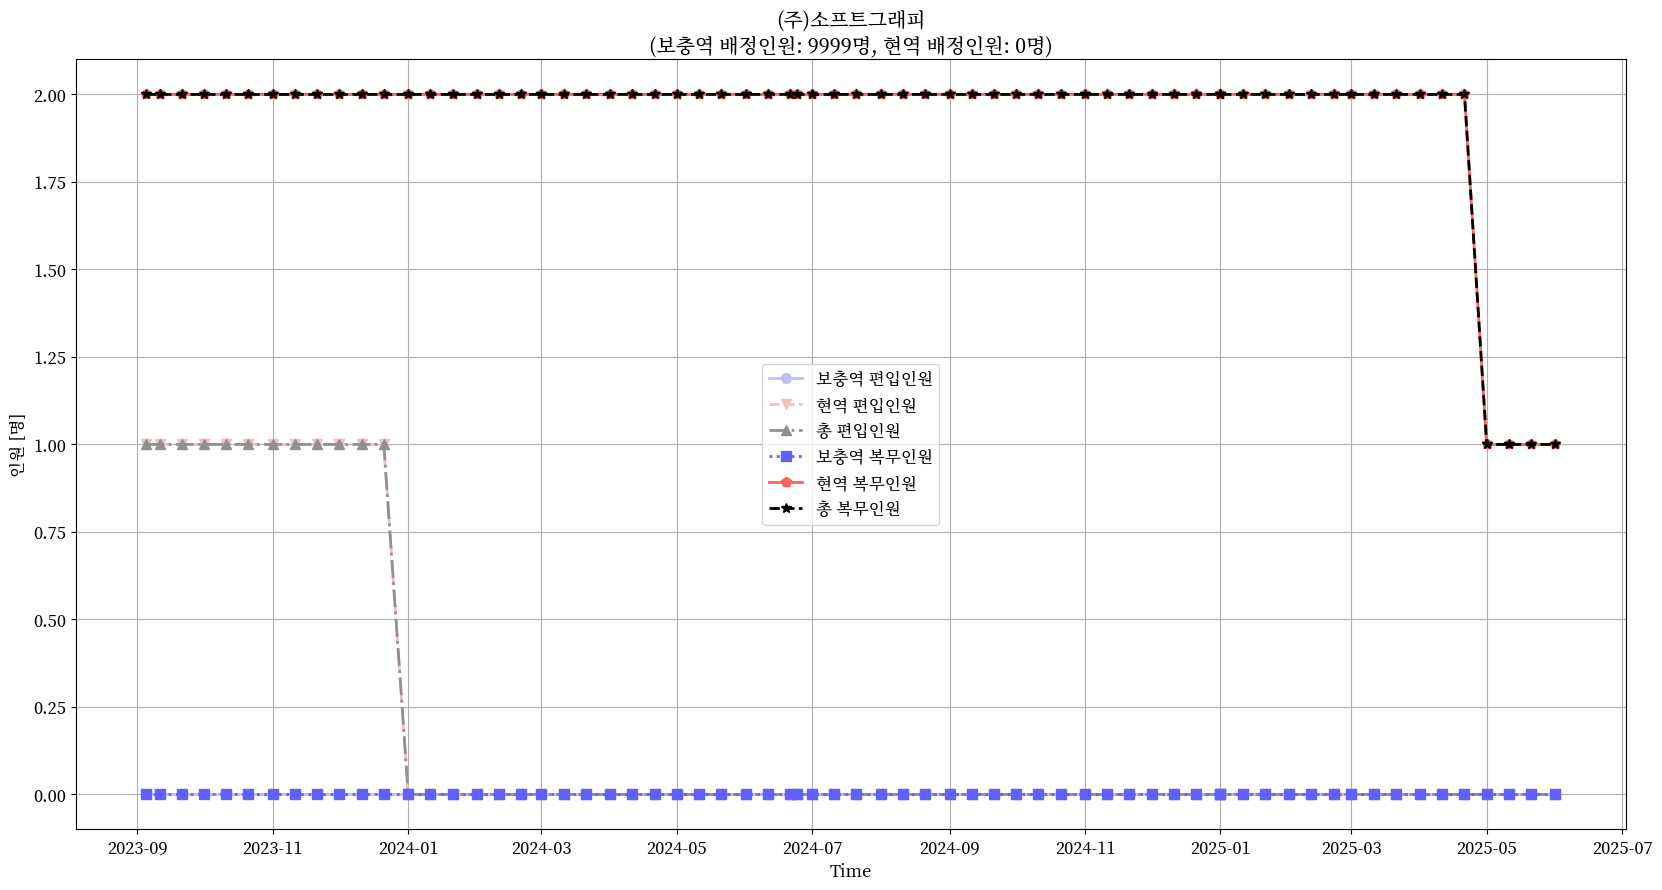 (주)소프트그래피
(보충역 배정인원: 9999명, 현역 배정인원: 0명)
인원 [명]
2.00
1.75
1.50
1.25
1.00
0.75
0.50
0.25
0.00
보충역 편입인원
현역 편입인원
총 편입인원
보충역 복무인원
현역 복무인원
총 복무인원
2023-09
2023-11
2024-01
2024-03
2024-05
2024-07
2024-09
2024-11
2025-01
2025-03
2025-05
2025-07
Time